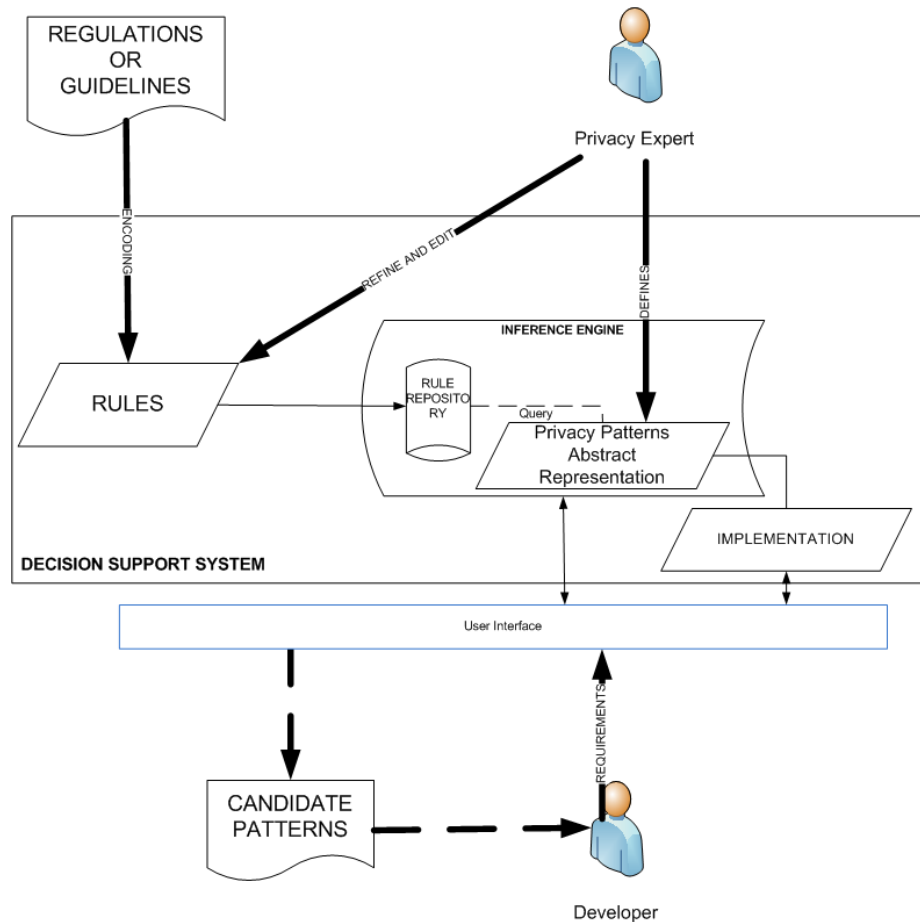 REGULATIONS
OR
GUIDELINES
Privacy Expert
ENCODING
REFINE AND EDIT
DEFINES
INFERENCE ENGINE
RULES
RULE
REPOSITO
RY
Query
Privacy Patterns
Abstract
Representation
IMPLEMENTATION
DECISION SUPPORT SYSTEM
User Interface
REQUIREMENTS
CANDIDATE
PATTERNS
Developer